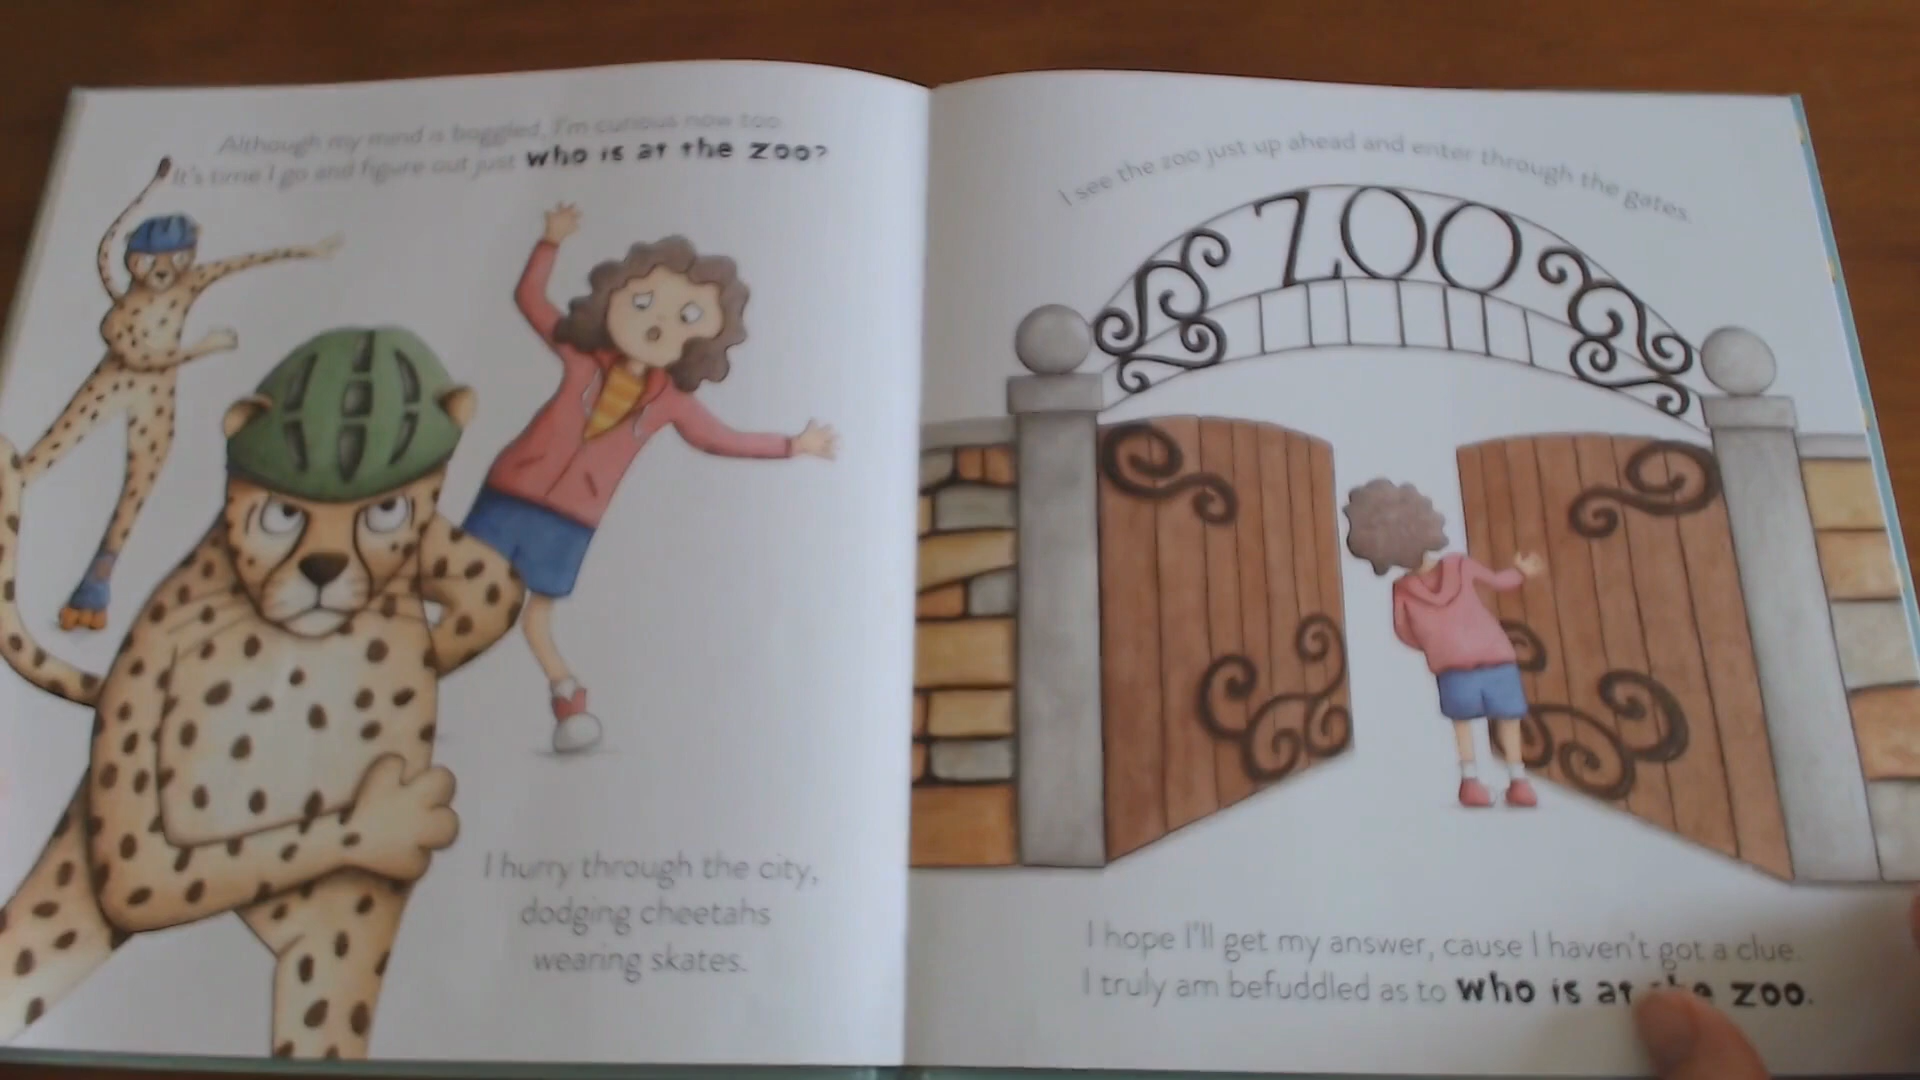 Although my mind is boggled, I'm curious now too.
It's time I go and figure out just who is at the zoo?
I hurry through the city,
dodging cheetahs
wearing skates.
I see the zoo just up ahead and enter through the gates.
ZOO
I hope I'll get my answer, cause I haven't got a clue.
I truly am befuddled as to who is at the zoo.